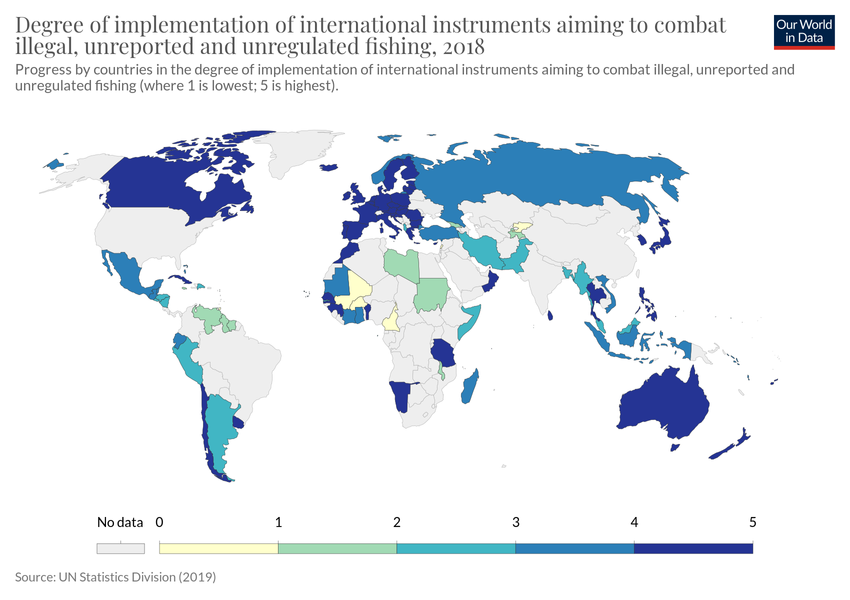 Degree of implementation of international instruments aiming to combat
illegal, unreported and unregulated fishing, 2018
Our World
in Data
Progress by countries in the degree of implementation of international instruments aiming to combat illegal, unreported and
unregulated fishing (where 1 is lowest; 5 is highest).
No data 0 1 2 3 4 5
Source: UN Statistics Division (2019)